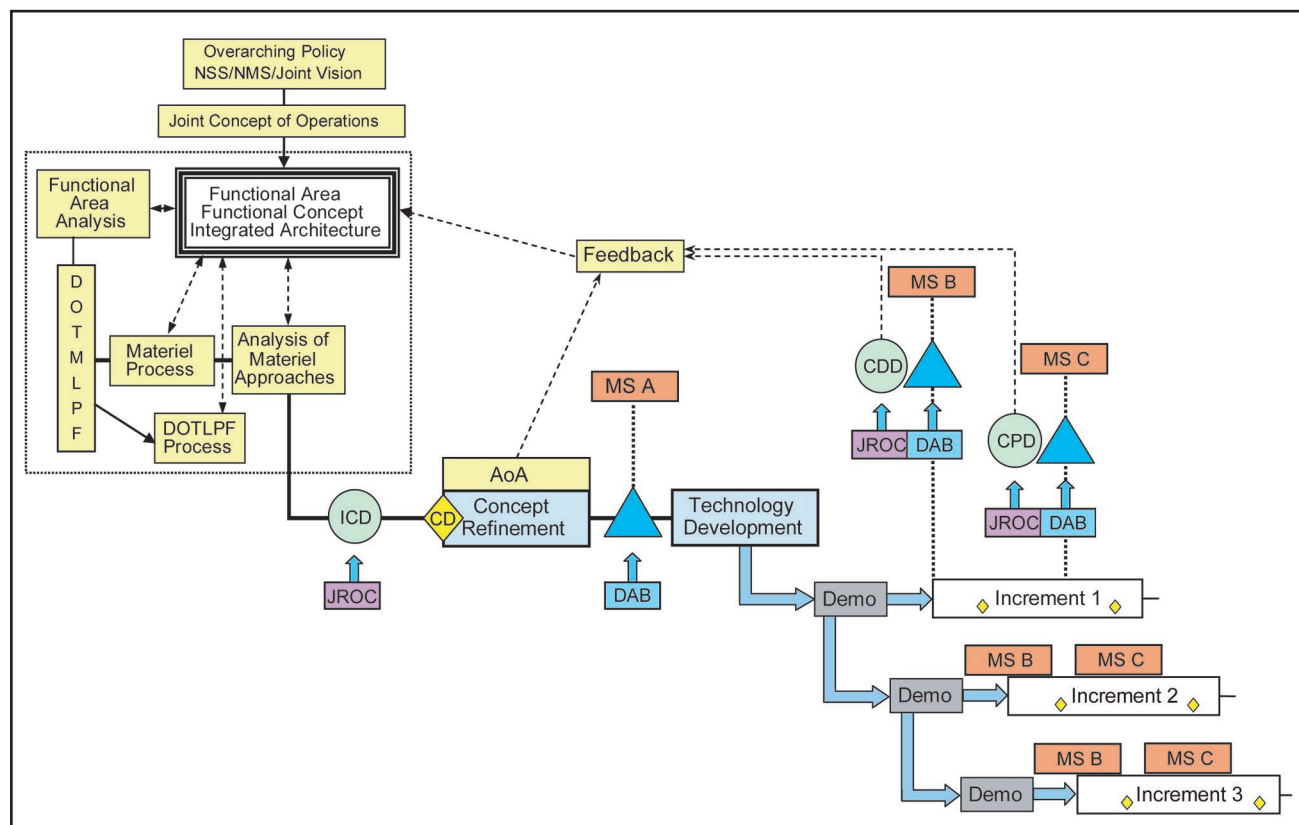 Overarching Policy
NSS/NMS/Joint Vision
Joint Concept of Operations
Functional
Area
Analysis
Functional Area
Functional Concept
Integrated Architecture
Feedback
D
O
T
M
L
P
F
Materiel
Process
Analysis of
Materiel
Approaches
DOTLPF
Process
MS B
CDD
JROC
DAB
MS C
CPD
JROC
DAB
MS A
AoA
ICD
CD
Concept
Refinement
Technology
Development
JROC
DAB
Demo
Increment 1
MS B
MS C
Demo
Increment 2
MS B
MS C
Demo
Increment 3